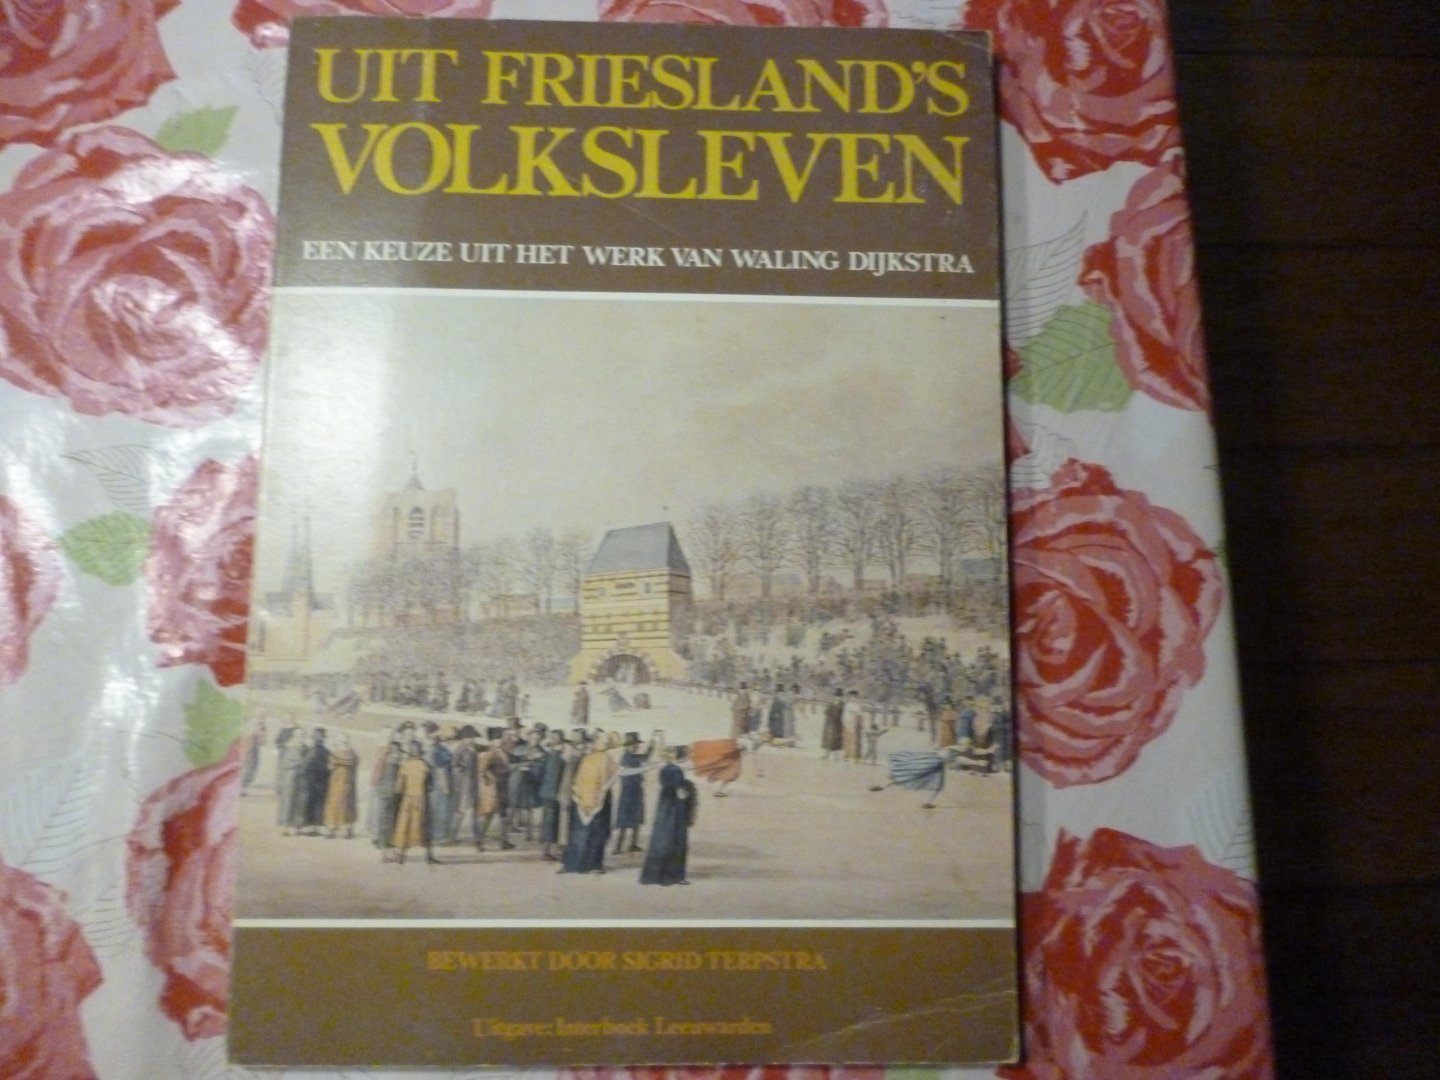 UIT FRIESLAND'S
VOLKSLEVEN
EEN KEUZE UIT HET WERK VAN WALING DIJKSTRA
BEWERKT DOOR SIGRID TERPSTRA
Uitgave: Interboek Leeuwarden